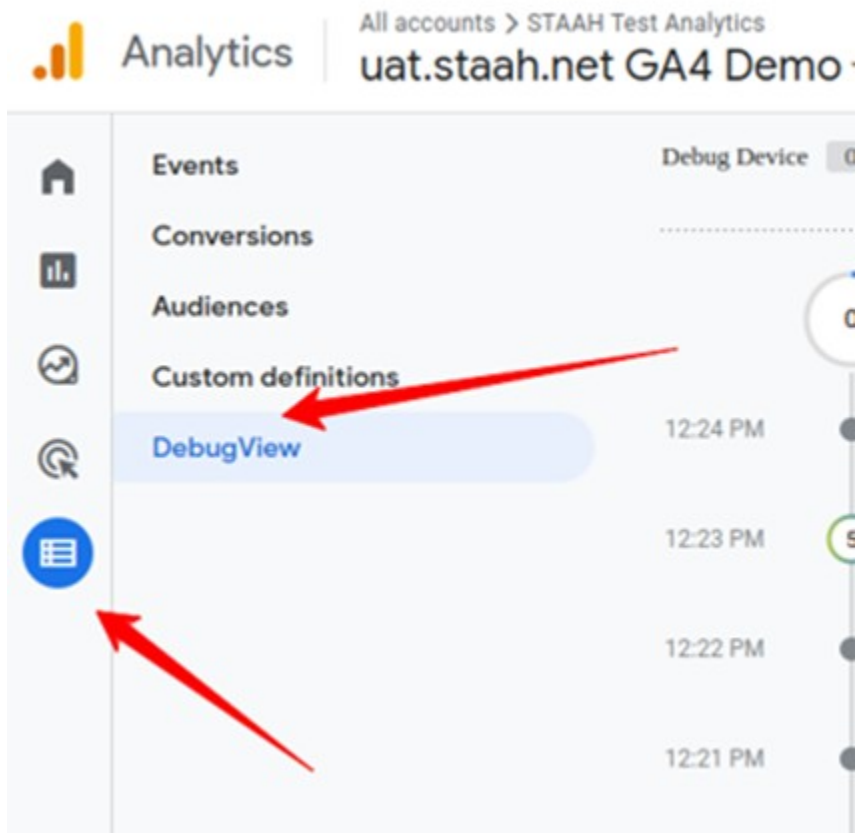 All accounts > STAAH Test Analytics
Analytics
uat.staah.net GA4 Demo
Events
Debug Device
Conversions
Audiences
Custom definitions
DebugView
12:24 PM
12:23 PM
5
12:22 PM
12:21 PM